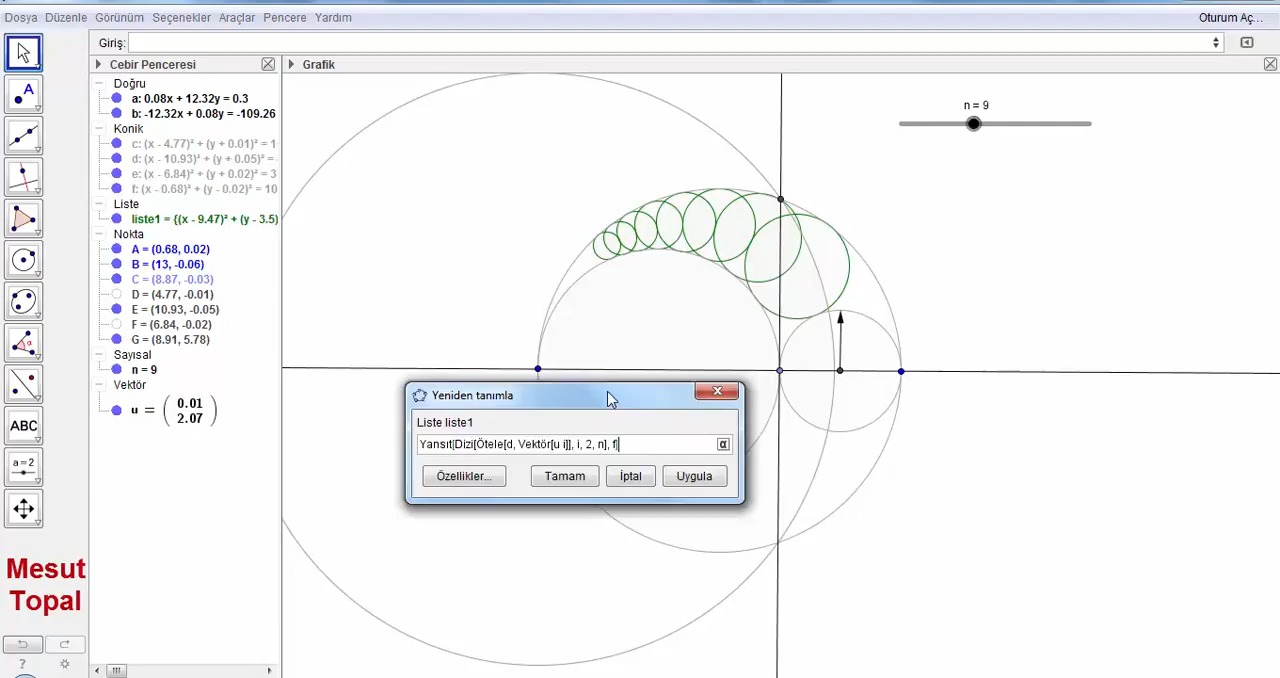 Dosya Düzenle Görünüm Seçenekler Araçlar Pencere Yardım Oturum Aç...
Giriş:
Cebir Penceresi
Grafik
Doğru
a: 0.08x + 12.32y = 0.3
b: -12.32x + 0.08y = -109.26
Konik
c: (x - 4.77)² + (y + 0.01)² = 1
d: (x - 10.93)² + (y + 0.05)² =
e: (x - 6.84)² + (y + 0.02)² = 3
f: (x - 0.68)² + (y - 0.02)² = 10
Liste
liste1 = {(x - 9.47)² + (y - 3.5)
Nokta
A = (0.68, 0.02)
B = (13, -0.06)
C = (8.87, -0.03)
D = (4.77, -0.01)
E = (10.93, -0.05)
F = (6.84, -0.02)
G = (8.91, 5.78)
Sayısal
n = 9
Vektör
u = ( 0.01
2.07 )
n = 9
ABC
a = 2
Mesut
Topal
Yeniden tanımla
Liste liste1
Yansıt[Dizi[Ötele[d, Vektör[u i]], i, 2, n], f]
α
Özellikler... Tamam İptal Uygula